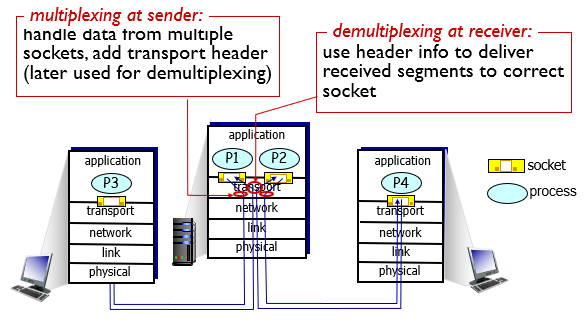 multiplexing at sender:
handle data from multiple
sockets, add transport header
(later used for demultiplexing)
demultiplexing at receiver:
use header info to deliver
received segments to correct
socket
application
P3
transport
network
link
physical
application
P1
P2
transport
network
link
physical
application
P4
transport
network
link
physical
socket
process